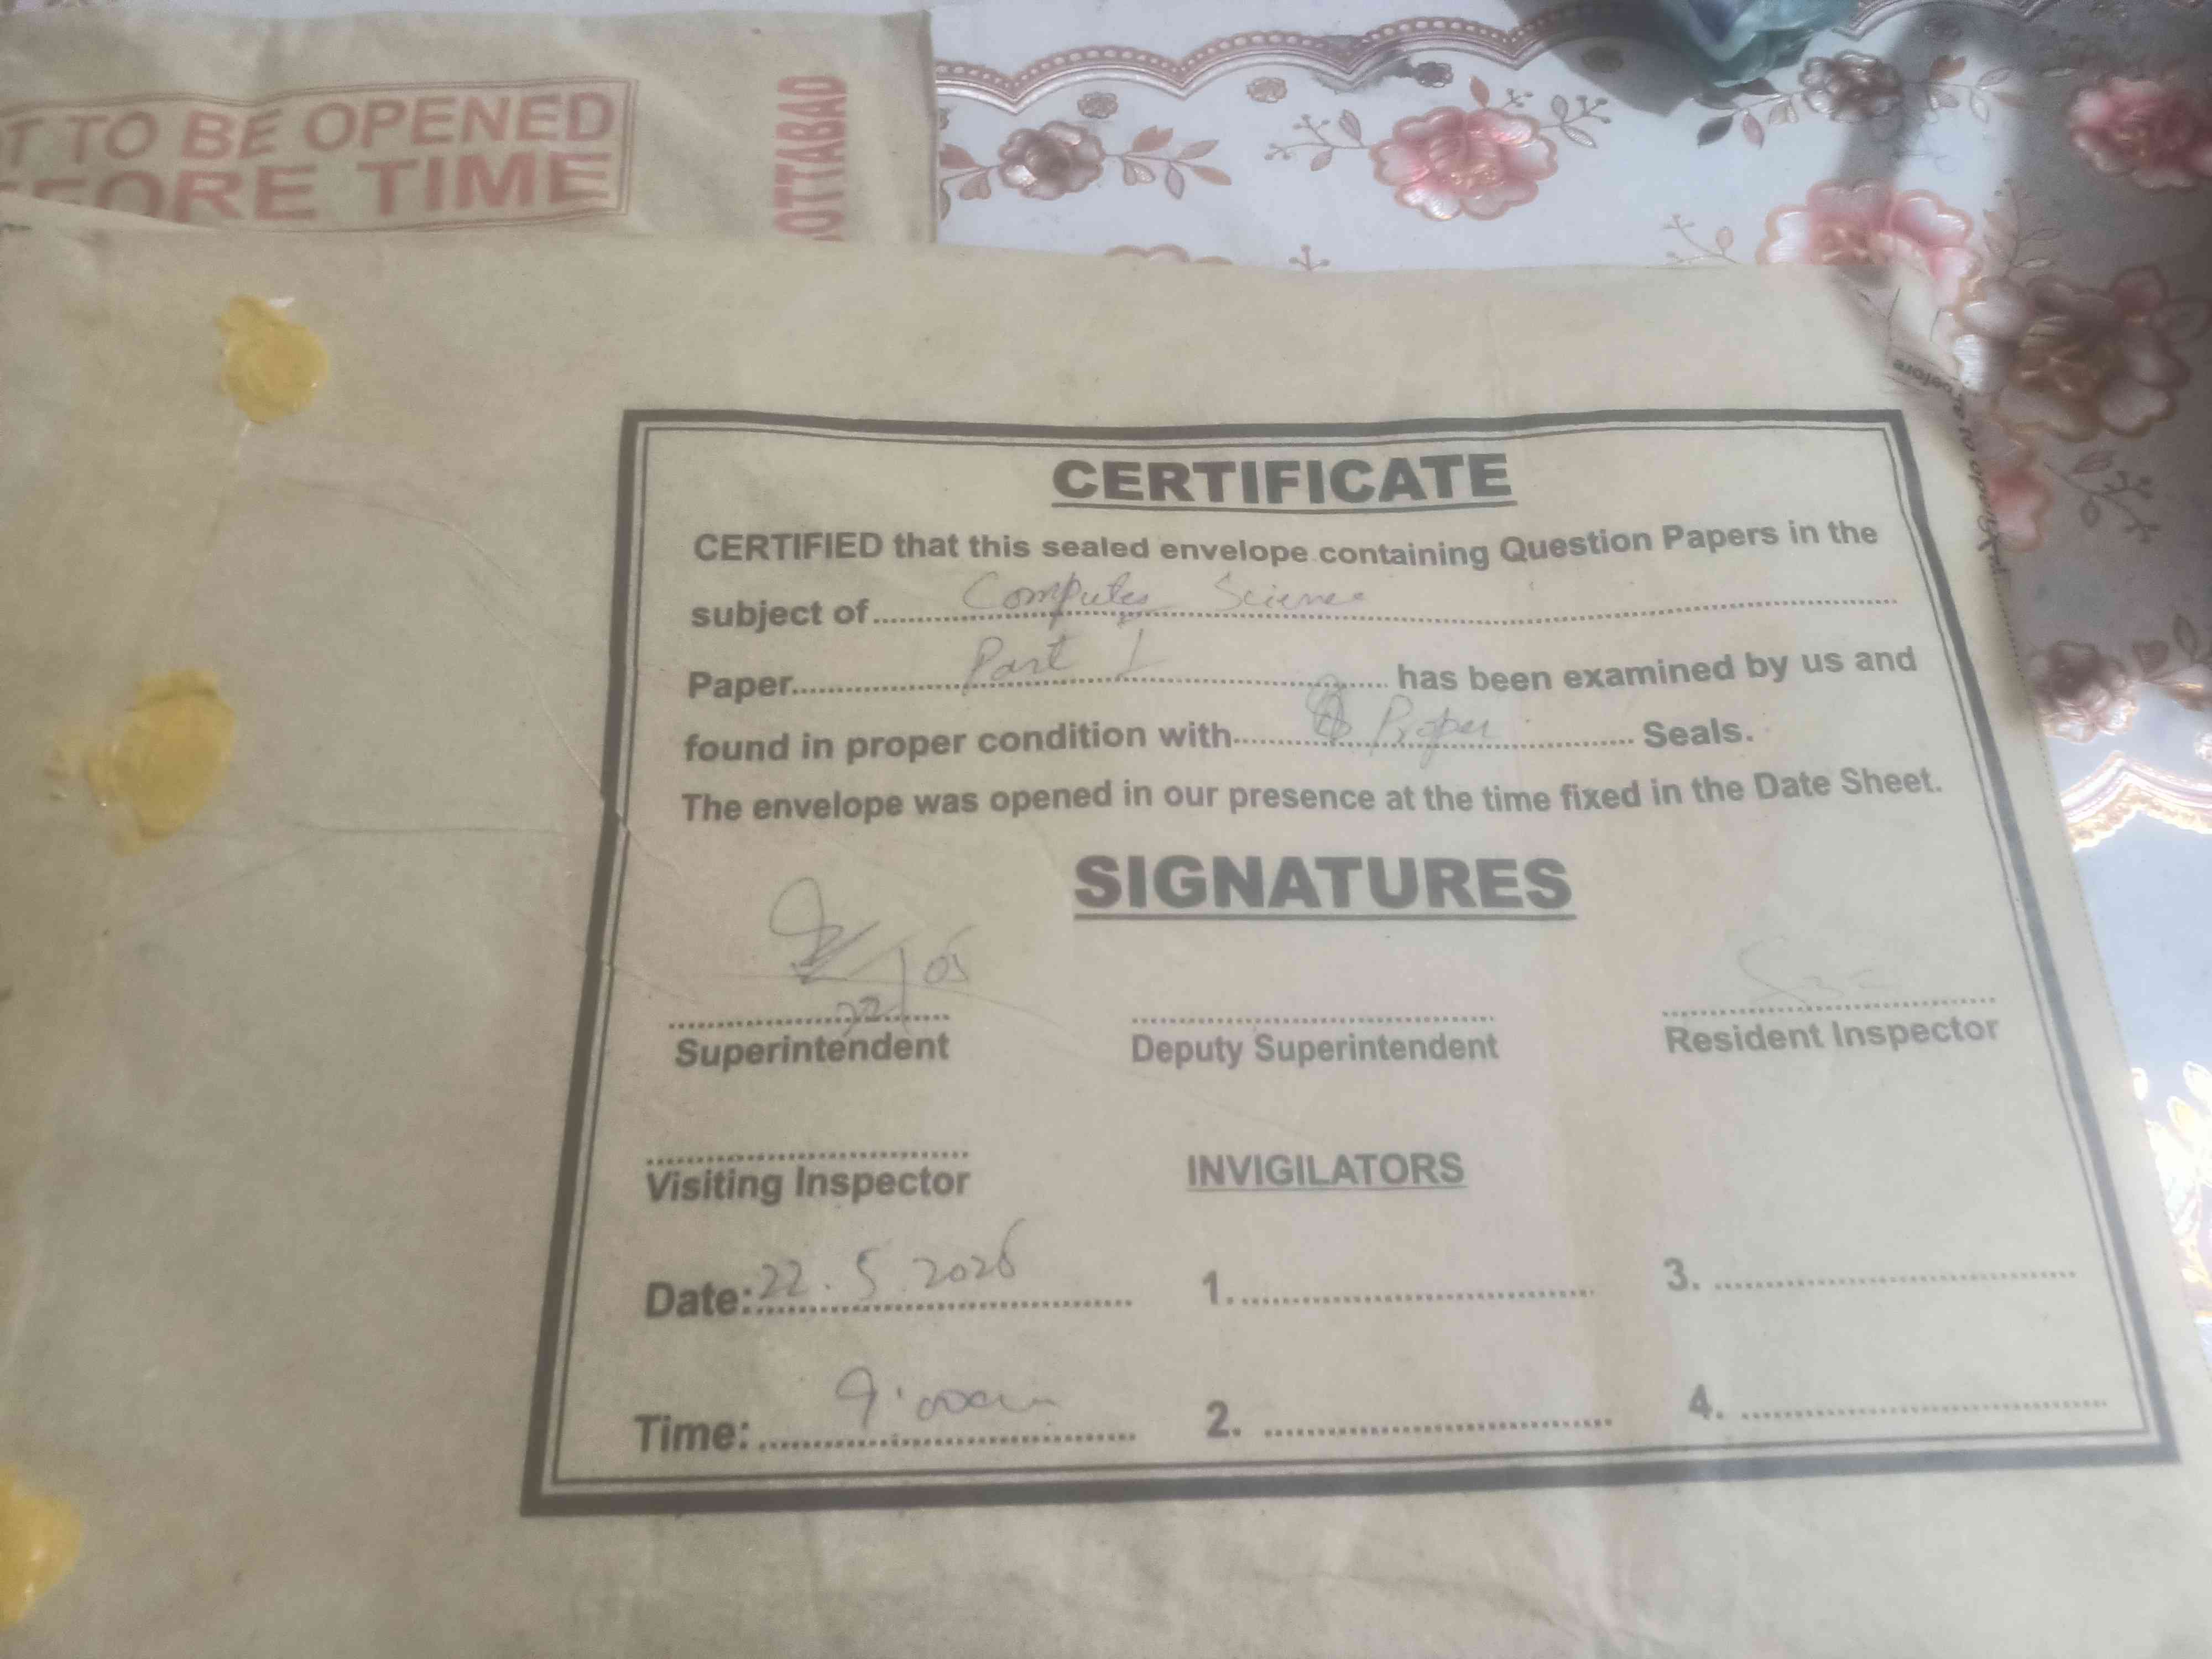 T TO BE OPENED
FORE TIME
OTTABAD
before
CERTIFICATE
CERTIFIED that this sealed envelope containing Question Papers in the
subject of Computer Science
Paper Part I has been examined by us and
found in proper condition with Proper Seals.
The envelope was opened in our presence at the time fixed in the Date Sheet.
SIGNATURES
22/05
Superintendent
Deputy Superintendent
Resident Inspector
Visiting Inspector
INVIGILATORS
Date: 22.5.2026
1.
3.
Time: 9:00am
2.
4.